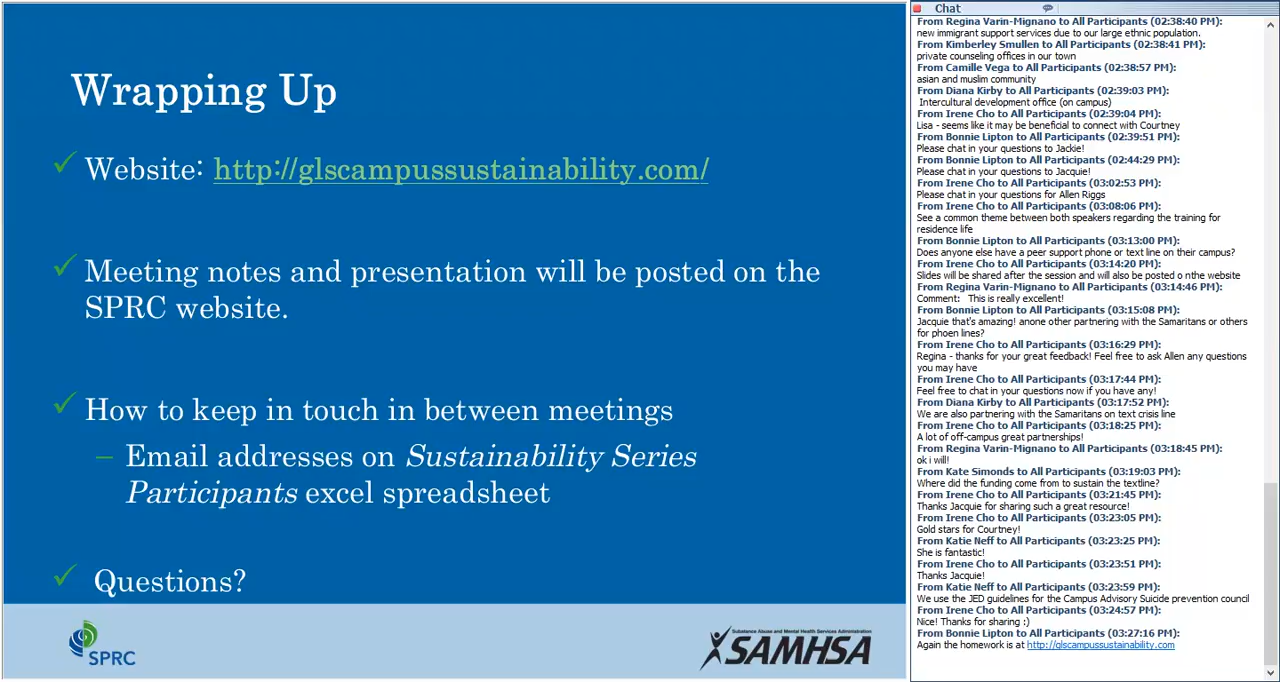 Wrapping Up
Website: http://glscampussustainability.com/
Meeting notes and presentation will be posted on the
SPRC website.
How to keep in touch in between meetings
– Email addresses on Sustainability Series
Participants excel spreadsheet
Questions?
SPRC
Substance Abuse and Mental Health Services Administration
SAMHSA
Chat
From Regina Varin-Mignano to All Participants (02:38:40 PM):
new immigrant support services due to our large ethnic population.
From Kimberley Smullen to All Participants (02:38:41 PM):
private counseling offices in our town
From Camille Vega to All Participants (02:38:57 PM):
asian and muslim community
From Diana Kirby to All Participants (02:39:03 PM):
Intercultural development office (on campus)
From Irene Cho to All Participants (02:39:04 PM):
Lisa - seems like it may be beneficial to connect with Courtney
From Bonnie Lipton to All Participants (02:39:51 PM):
Please chat in your questions to Jackie!
From Bonnie Lipton to All Participants (02:44:29 PM):
Please chat in your questions to Jacquie!
From Irene Cho to All Participants (03:02:53 PM):
Please chat in your questions for Allen Riggs
From Irene Cho to All Participants (03:08:06 PM):
See a common theme between both speakers regarding the training for
residence life
From Bonnie Lipton to All Participants (03:13:00 PM):
Does anyone else have a peer support phone or text line on their campus?
From Irene Cho to All Participants (03:14:20 PM):
Slides will be shared after the session and will also be posted o nthe website
From Regina Varin-Mignano to All Participants (03:14:46 PM):
Comment: This is really excellent!
From Bonnie Lipton to All Participants (03:15:08 PM):
Jacquie that's amazing! anone other partnering with the Samaritans or others
for phoen lines?
From Irene Cho to All Participants (03:16:29 PM):
Regina - thanks for your great feedback! Feel free to ask Allen any questions
you may have
From Irene Cho to All Participants (03:17:44 PM):
Feel free to chat in your questions now if you have any!
From Diana Kirby to All Participants (03:17:52 PM):
We are also partnering with the Samaritans on text crisis line
From Irene Cho to All Participants (03:18:25 PM):
A lot of off-campus great partnerships!
From Regina Varin-Mignano to All Participants (03:18:45 PM):
ok i will!
From Kate Simonds to All Participants (03:19:03 PM):
Where did the funding come from to sustain the textline?
From Irene Cho to All Participants (03:21:45 PM):
Thanks Jacquie for sharing such a great resource!
From Irene Cho to All Participants (03:23:05 PM):
Gold stars for Courtney!
From Katie Neff to All Participants (03:23:25 PM):
She is fantastic!
From Irene Cho to All Participants (03:23:51 PM):
Thanks Jacquie!
From Katie Neff to All Participants (03:23:59 PM):
We use the JED guidelines for the Campus Advisory Suicide prevention council
From Irene Cho to All Participants (03:24:57 PM):
Nice! Thanks for sharing :)
From Bonnie Lipton to All Participants (03:27:16 PM):
Again the homework is at http://glscampussustainability.com